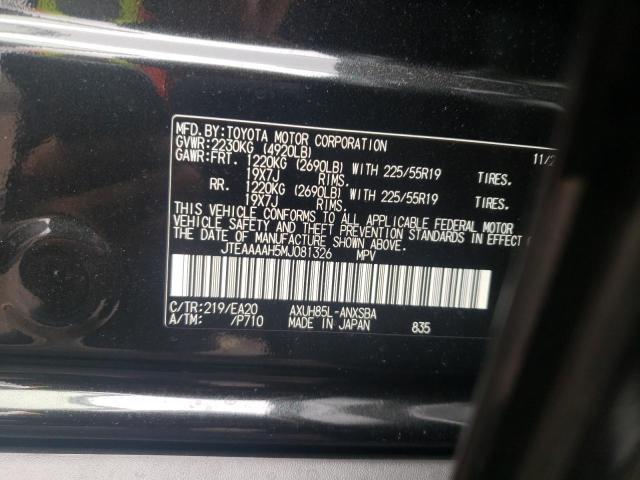 MFD.BY:TOYOTA MOTOR CORPORATION 11/2
GVWR:2230KG (4920LB)
GAWR:FRT. 1220KG (2690LB) WITH 225/55R19 TIRES.
19X7J RIMS.
RR. 1220KG (2690LB) WITH 225/55R19 TIRES.
19X7J RIMS.
THIS VEHICLE CONFORMS TO ALL APPLICABLE FEDERAL MOTOR
VEHICLE SAFETY AND THEFT PREVENTION STANDARDS IN EFFECT
THE DATE OF MANUFACTURE SHOWN ABOVE.
JTEAAAAH5MJ081326 MPV
C/TR:219/EA20 AXUH85L-ANXSBA
A/TM: /P710 MADE IN JAPAN 835